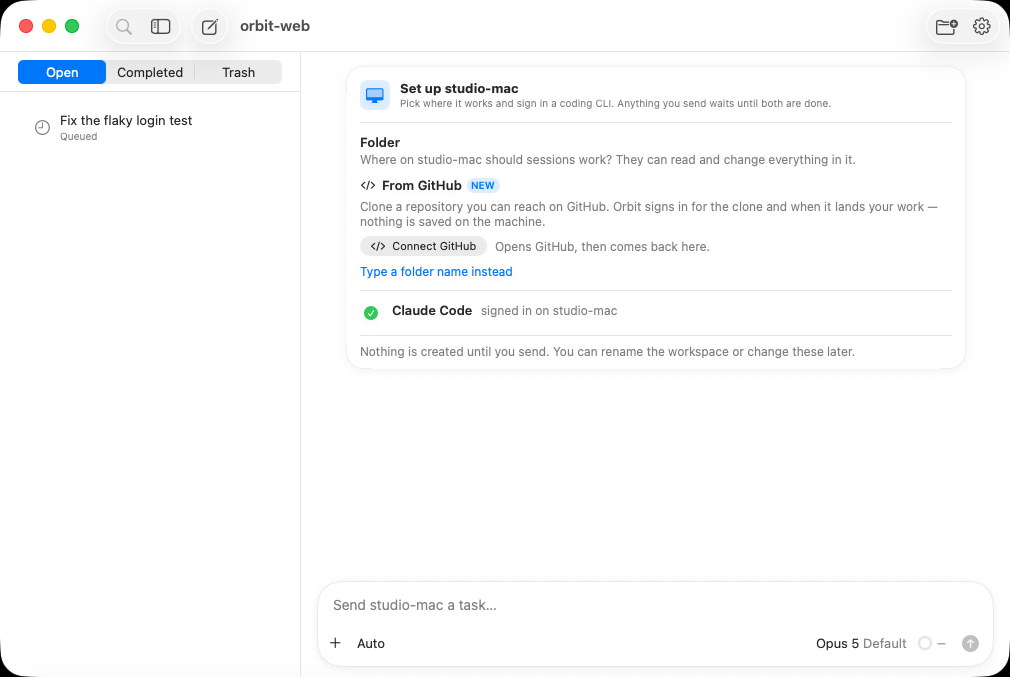 orbit-web
Open
Completed
Trash
Fix the flaky login test
Queued
Set up studio-mac
Pick where it works and sign in a coding CLI. Anything you send waits until both are done.
Folder
Where on studio-mac should sessions work? They can read and change everything in it.
</> From GitHub NEW
Clone a repository you can reach on GitHub. Orbit signs in for the clone and when it lands your work —
nothing is saved on the machine.
</> Connect GitHub Opens GitHub, then comes back here.
Type a folder name instead
Claude Code signed in on studio-mac
Nothing is created until you send. You can rename the workspace or change these later.
Send studio-mac a task...
+ Auto
Opus 5 Default –